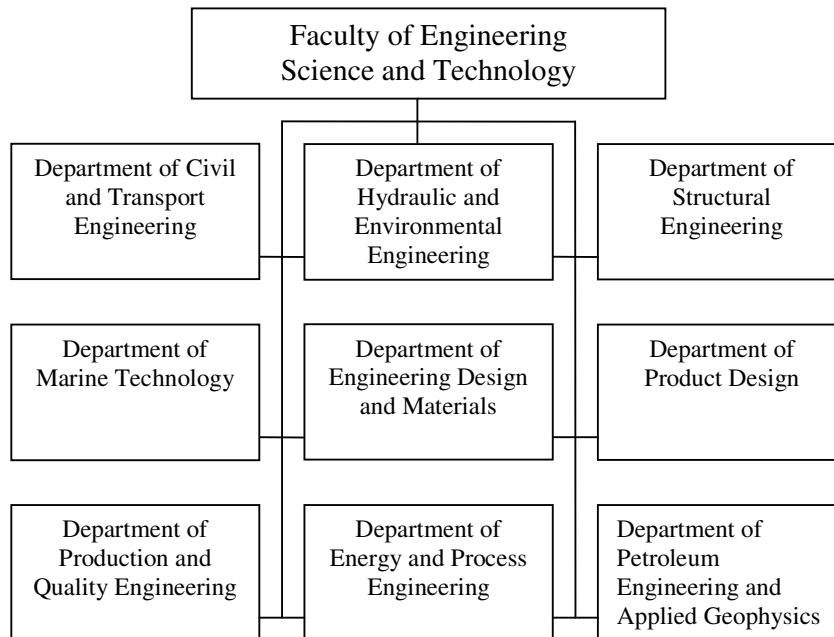 Faculty of Engineering
Science and Technology
Department of Civil
and Transport
Engineering
Department of
Hydraulic and
Environmental
Engineering
Department of
Structural
Engineering
Department of
Marine Technology
Department of
Engineering Design
and Materials
Department of
Product Design
Department of
Production and
Quality Engineering
Department of
Energy and Process
Engineering
Department of
Petroleum
Engineering and
Applied Geophysics